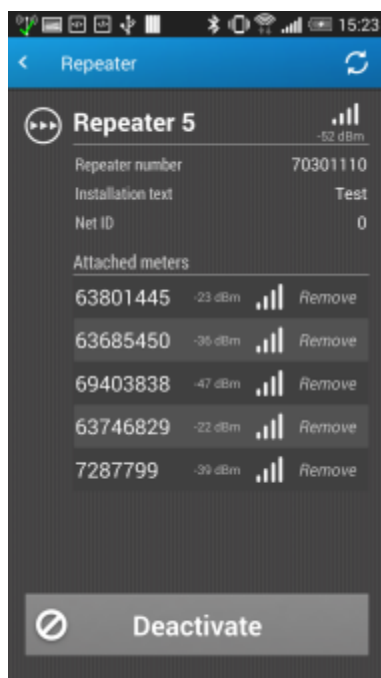 15:23
Repeater
Repeater 5
-52 dBm
Repeater number 70301110
Installation text Test
Net ID 0
Attached meters
63801445 -23 dBm Remove
63685450 -36 dBm Remove
69403838 -47 dBm Remove
63746829 -22 dBm Remove
7287799 -39 dBm Remove
Deactivate